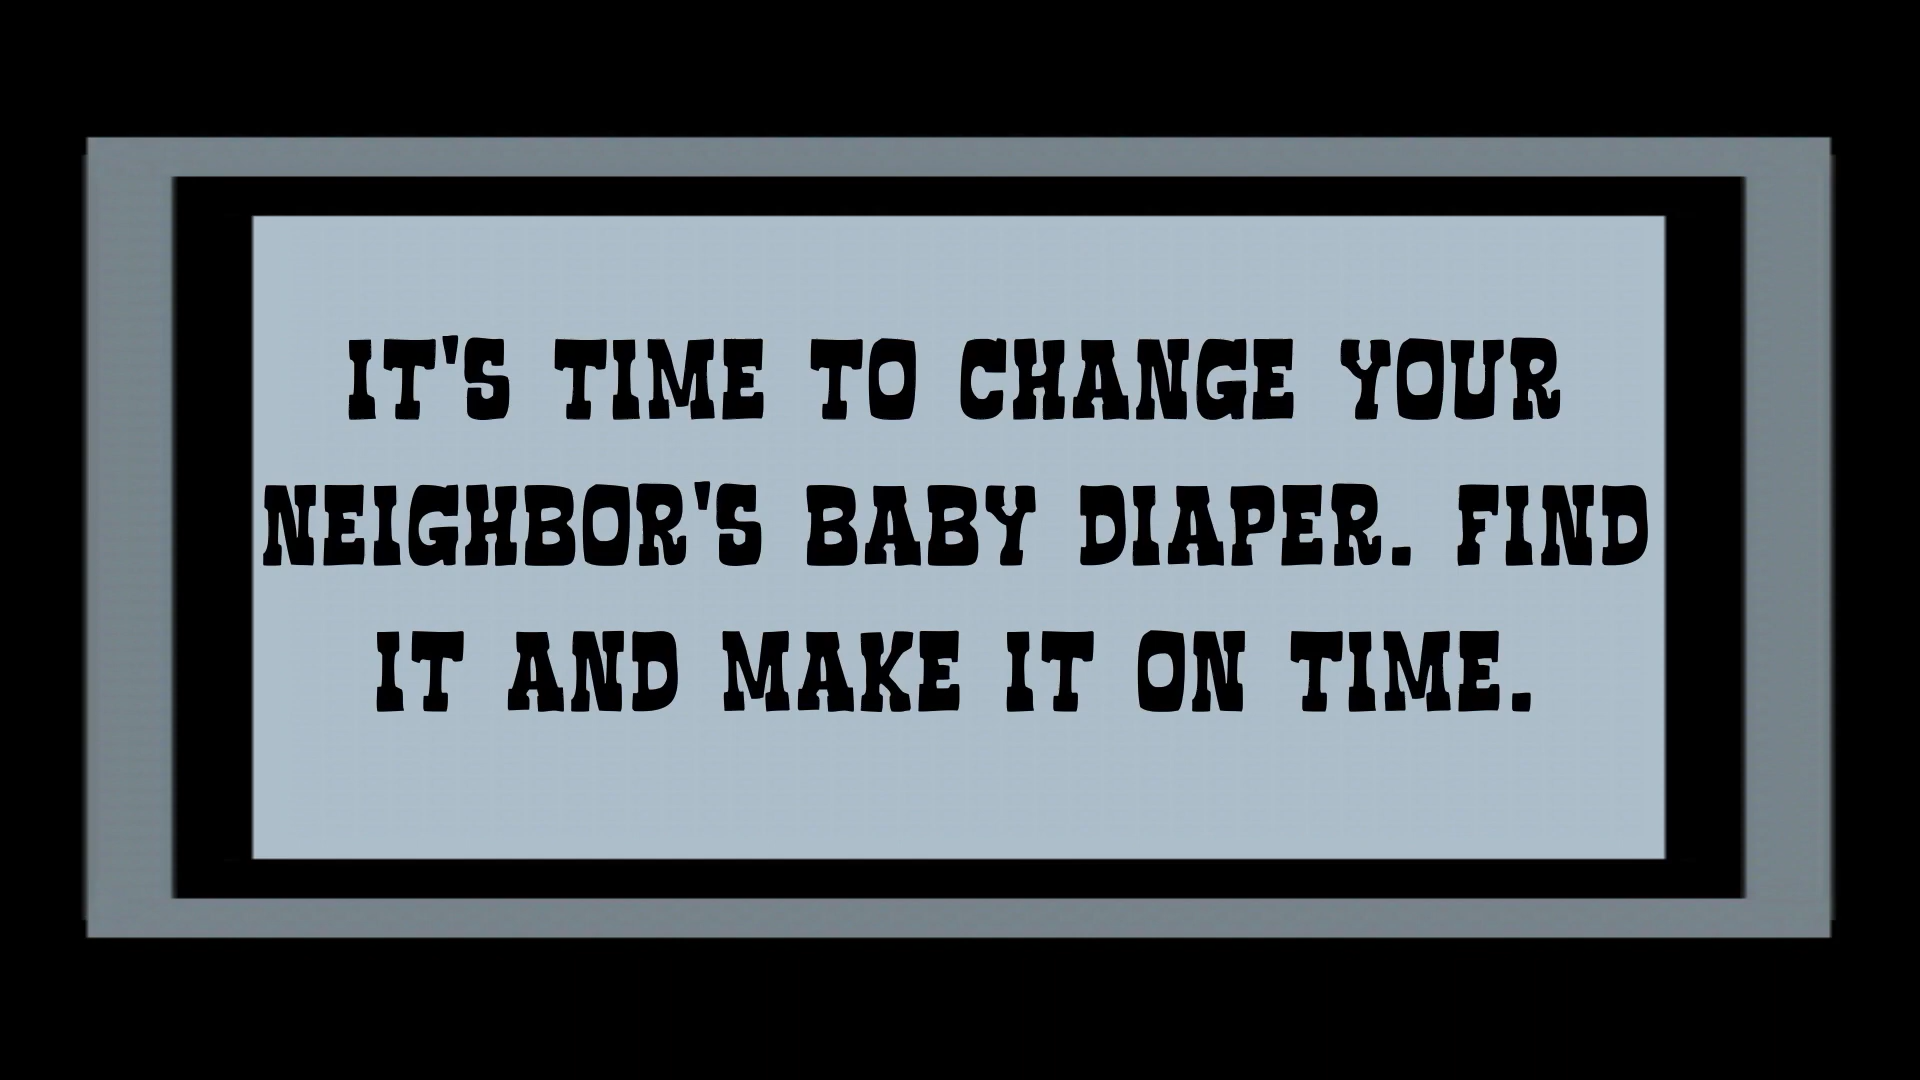 IT'S TIME TO CHANGE YOUR
NEIGHBOR'S BABY DIAPER. FIND
IT AND MAKE IT ON TIME.